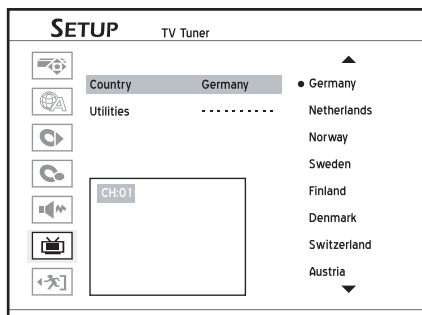 SETUP TV Tuner
Country Germany
Utilities - - - - - - - - - -
CH:01
Germany
Netherlands
Norway
Sweden
Finland
Denmark
Switzerland
Austria